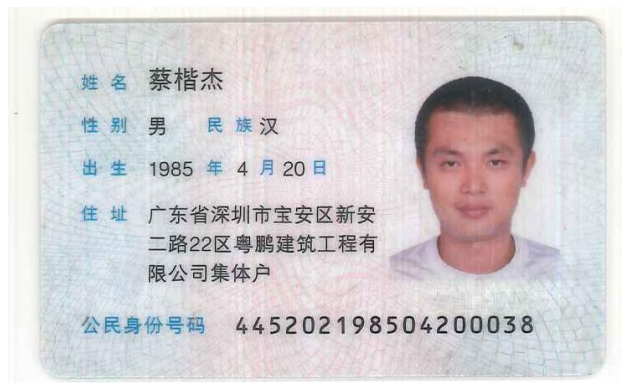 姓名 蔡楷杰
性别 男 民族 汉
出生 1985 年 4 月 20 日
住址 广东省深圳市宝安区新安
二路22区粤鹏建筑工程有
限公司集体户
公民身份号码 445202198504200038